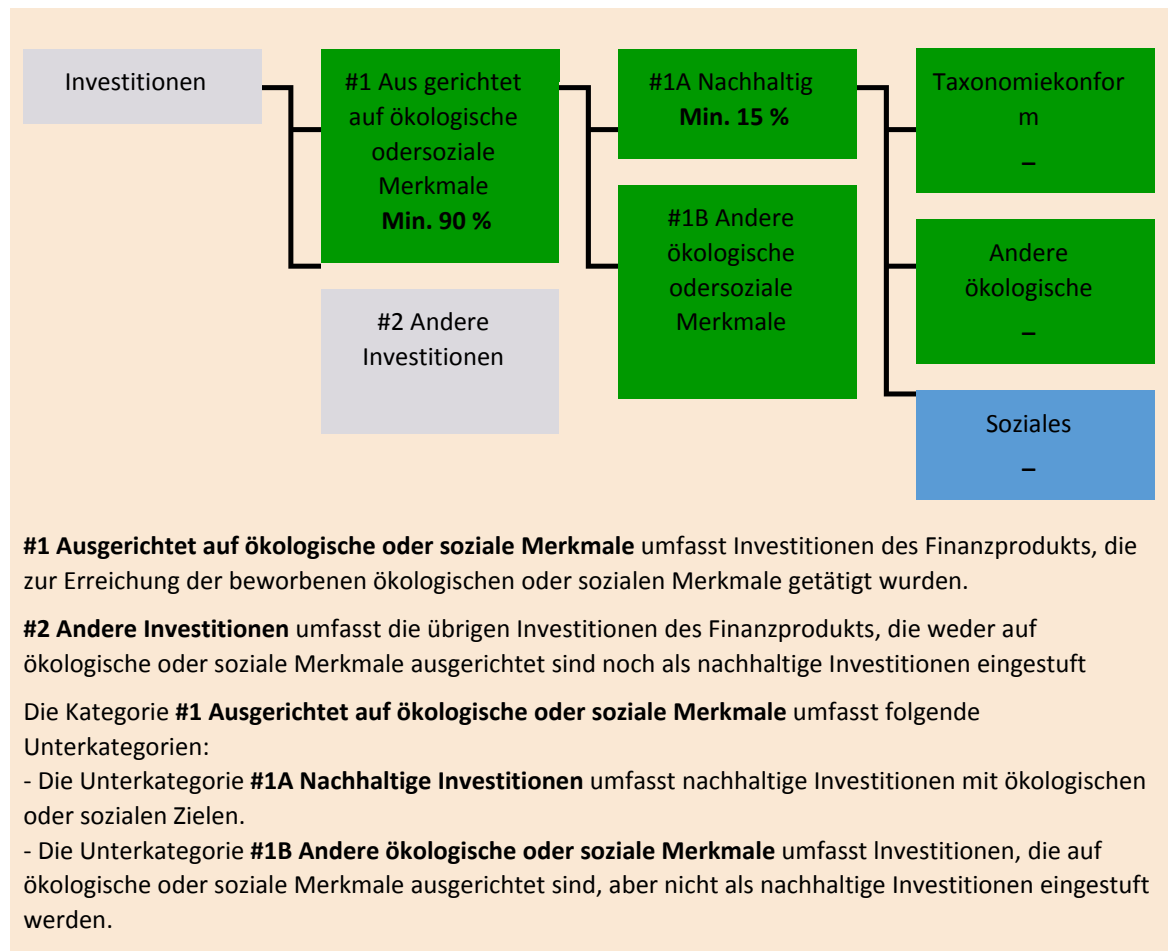 Investitionen
#1 Aus gerichtet
auf ökologische
odersoziale
Merkmale
Min. 90 %
#2 Andere
Investitionen
#1A Nachhaltig
Min. 15 %
#1B Andere
ökologische
odersoziale
Merkmale
Taxonomiekonfor
m
–
Andere
ökologische
–
Soziales
–
#1 Ausgerichtet auf ökologische oder soziale Merkmale umfasst Investitionen des Finanzprodukts, die
zur Erreichung der beworbenen ökologischen oder sozialen Merkmale getätigt wurden.
#2 Andere Investitionen umfasst die übrigen Investitionen des Finanzprodukts, die weder auf
ökologische oder soziale Merkmale ausgerichtet sind noch als nachhaltige Investitionen eingestuft
Die Kategorie #1 Ausgerichtet auf ökologische oder soziale Merkmale umfasst folgende
Unterkategorien:
- Die Unterkategorie #1A Nachhaltige Investitionen umfasst nachhaltige Investitionen mit ökologischen
oder sozialen Zielen.
- Die Unterkategorie #1B Andere ökologische oder soziale Merkmale umfasst lnvestitionen, die auf
ökologische oder soziale Merkmale ausgerichtet sind, aber nicht als nachhaltige Investitionen eingestuft
werden.